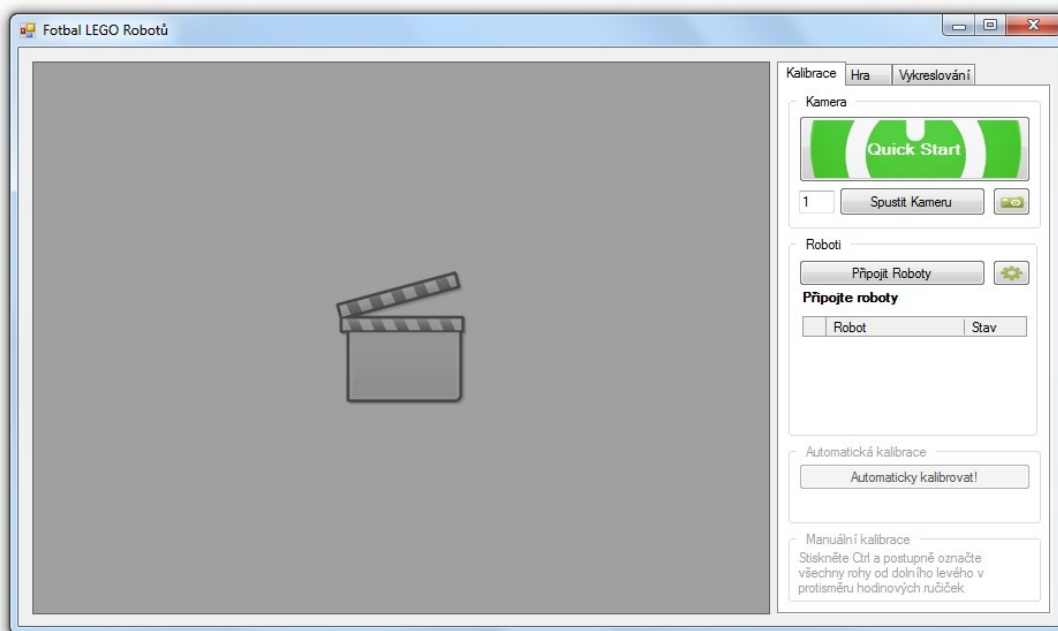 Fotbal LEGO Robotů
Kalibrace Hra Vykreslování
Kamera
Quick Start
1 Spustit Kameru
Roboti
Připojit Roboty
Připojte roboty
Robot Stav
Automatická kalibrace
Automaticky kalibrovat!
Manuální kalibrace
Stiskněte Ctrl a postupně označte
všechny rohy od dolního levého v
protisměru hodinových ručiček